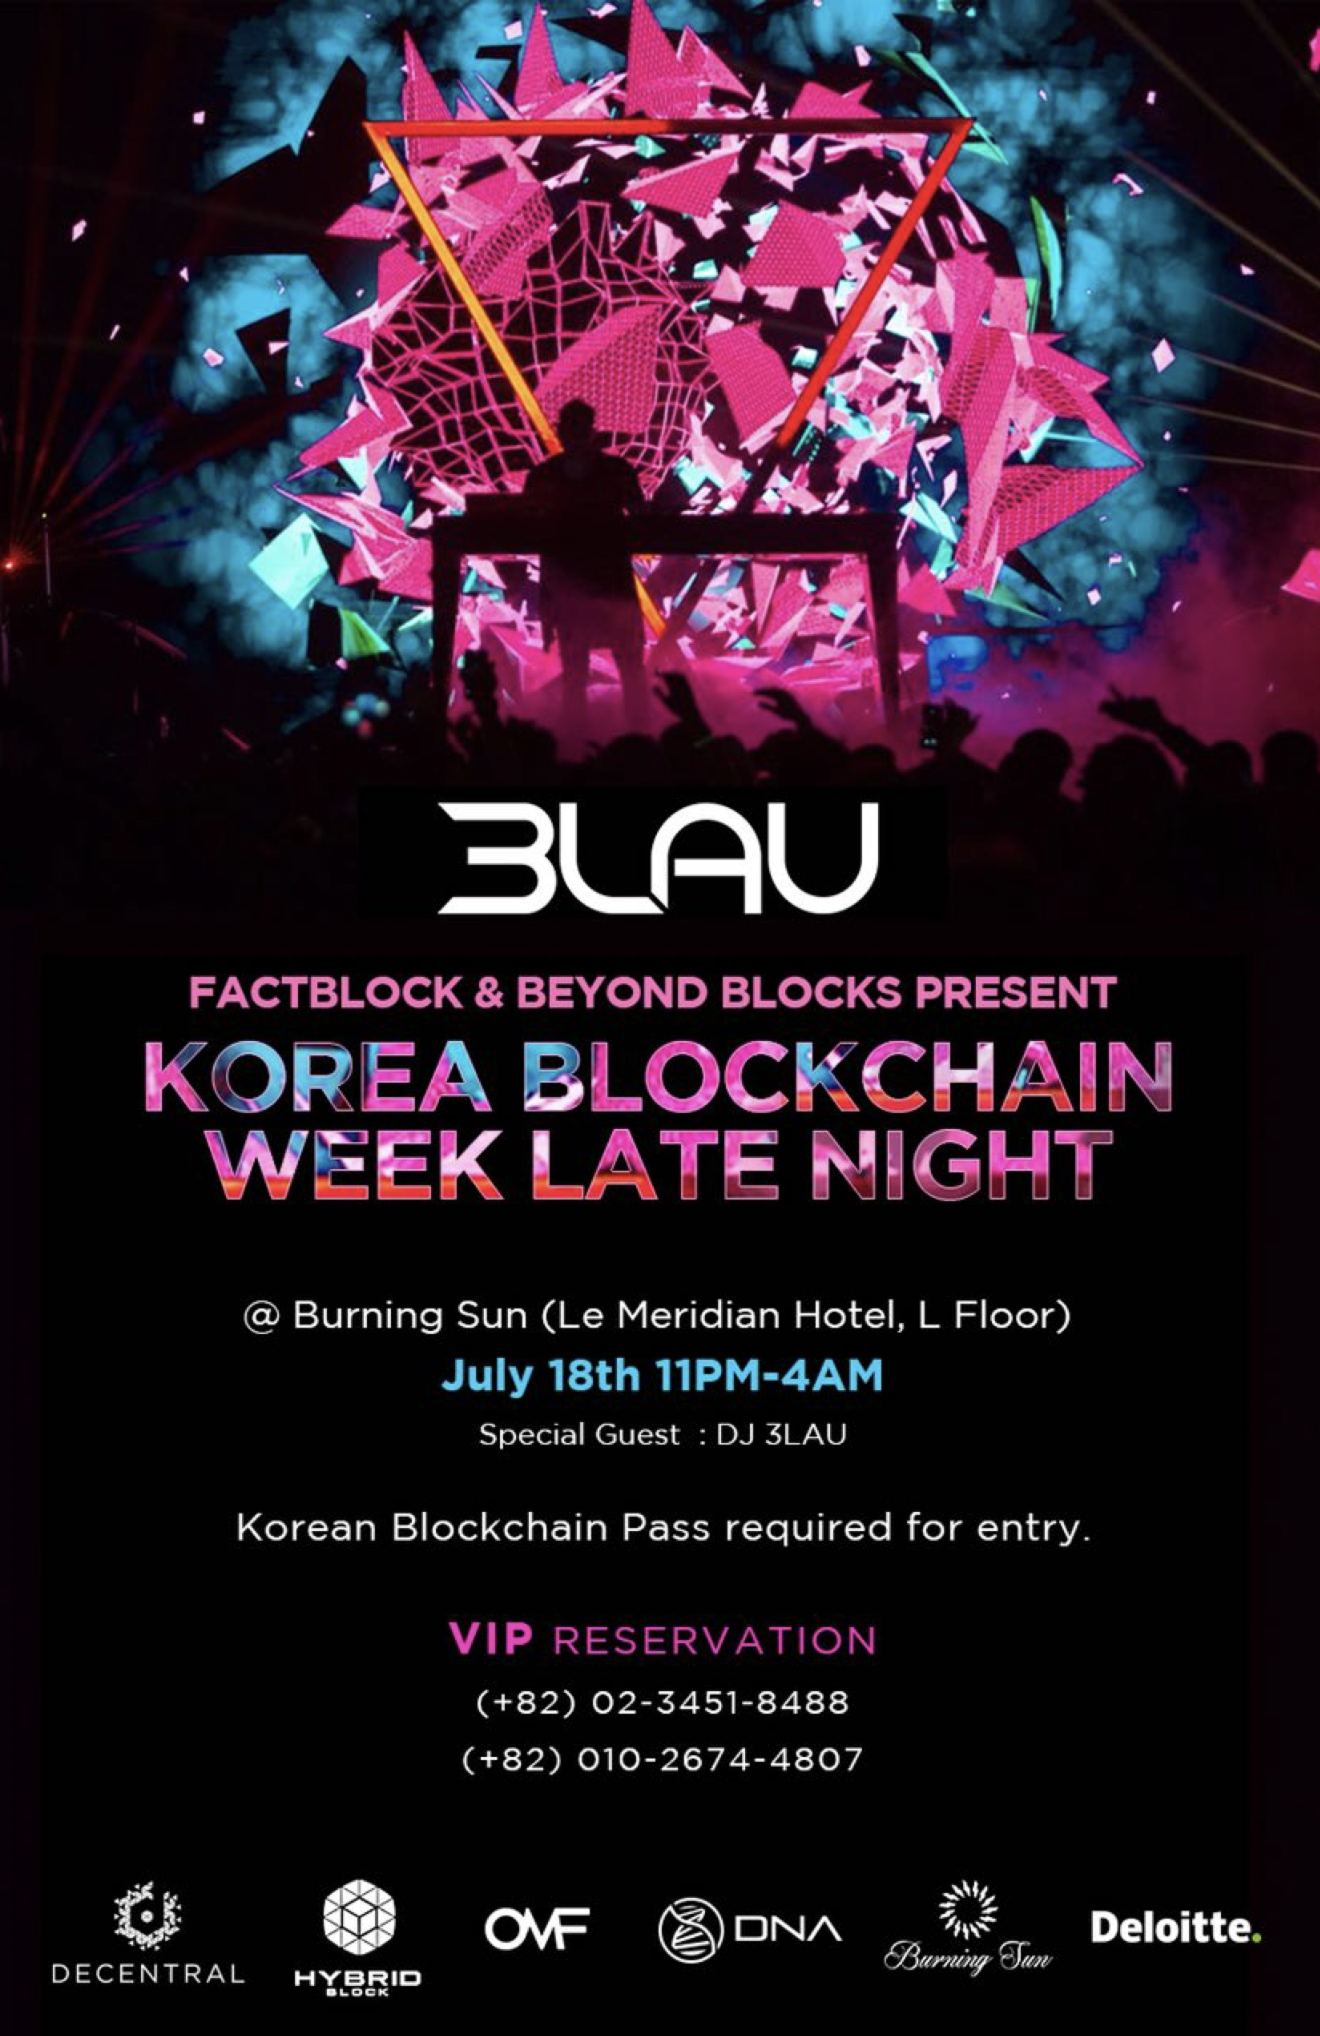 3LAU
FACTBLOCK & BEYOND BLOCKS PRESENT
KOREA BLOCKCHAIN
WEEK LATE NIGHT
@ Burning Sun (Le Meridian Hotel, L Floor)
July 18th 11PM-4AM
Special Guest : DJ 3LAU
Korean Blockchain Pass required for entry.
VIP RESERVATION
(+82) 02-3451-8488
(+82) 010-2674-4807
DECENTRAL
HYBRID
BLOCK
OMF
DNA
Burning Sun
Deloitte.